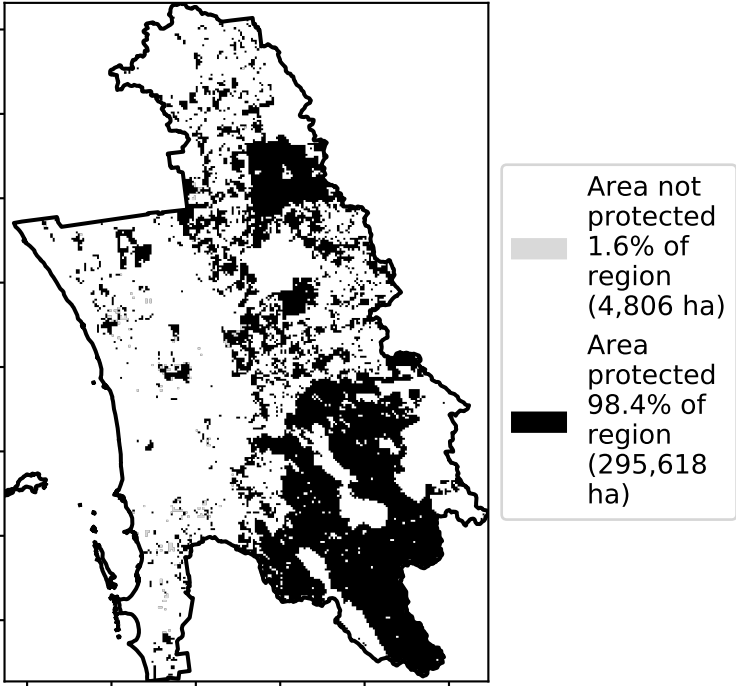 Area not
protected
1.6% of
region
(4,806 ha)
Area
protected
98.4% of
region
(295,618
ha)